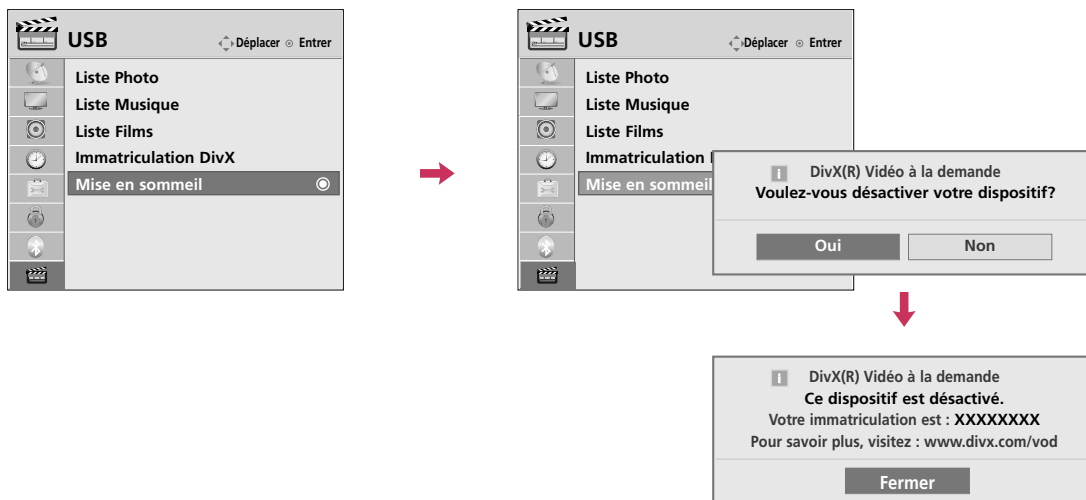 USB
Déplacer Entrer
Liste Photo
Liste Musique
Liste Films
Immatriculation DivX
Mise en sommeil
USB
Déplacer Entrer
Liste Photo
Liste Musique
Liste Films
Immatriculation
Mise en sommeil
i DivX(R) Vidéo à la demande
Voulez-vous désactiver votre dispositif?
Oui Non
i DivX(R) Vidéo à la demande
Ce dispositif est désactivé.
Votre immatriculation est : XXXXXXXX
Pour savoir plus, visitez : www.divx.com/vod
Fermer